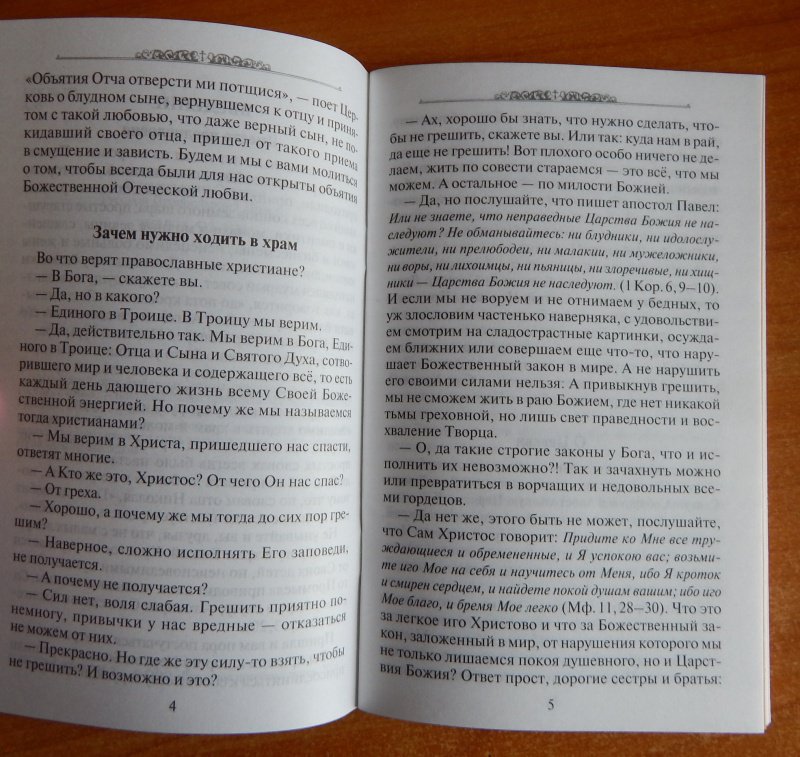 «Объятия Отча отверсти ми потщися», — поет Цер-
ковь о блудном сыне, вернувшемся к отцу и приня-
том с такой любовью, что даже верный сын, не по-
кидавший своего отца, пришел от такого приема
в смущение и зависть. Будем и мы с вами молиться
о том, чтобы всегда были для нас открыты объятия
Божественной Отеческой любви.
Зачем нужно ходить в храм
Во что верят православные христиане?
— В Бога, — скажете вы.
— Да, но в какого?
— Единого в Троице. В Троицу мы верим.
— Да, действительно так. Мы верим в Бога, Еди-
ного в Троице: Отца и Сына и Святого Духа, сотво-
рившего мир и человека и содержащего всё, то есть
каждый день дающего жизнь всему Своей Боже-
ственной энергией. Но почему же мы называемся
тогда христианами?
— Мы верим в Христа, пришедшего нас спасти,
ответят многие.
— А Кто же это, Христос? От чего Он нас спас?
— От греха.
— Хорошо, а почему же мы тогда до сих пор гре-
шим?
— Наверное, сложно исполнять Его заповеди,
не получается.
— А почему не получается?
— Сил нет, воля слабая. Грешить приятно по-
немногу, привычки у нас вредные — отказаться
не можем от них.
— Прекрасно. Но где же эту силу-то взять, чтобы
не грешить? И возможно и это?
4
— Ах, хорошо бы знать, что нужно сделать, что-
бы не грешить, скажете вы. Или так: куда нам в рай,
да еще не грешить! Вот плохого особо ничего не де-
лаем, жить по совести стараемся — это всё, что мы
можем. А остальное — по милости Божией.
— Да, но послушайте, что пишет апостол Павел:
Или не знаете, что неправедные Царства Божия не на-
следуют? Не обманывайтесь: ни блудники, ни идолослу-
жители, ни прелюбодеи, ни малакии, ни мужеложники,
ни воры, ни лихоимцы, ни пьяницы, ни злоречивые, ни хищ-
ники — Царства Божия не наследуют. (1 Кор. 6, 9–10).
И если мы не воруем и не отнимаем у бедных, то
уж злословим частенько наверняка, с удовольстви-
ем смотрим на сладострастные картинки, осужда-
ем ближних или совершаем еще что-то, что нару-
шает Божественный закон в мире. А не нарушить
его своими силами нельзя: А привыкнув грешить,
мы не сможем жить в раю Божием, где нет никакой
тьмы греховной, но лишь свет праведности и вос-
хваление Творца.
— О, да такие строгие законы у Бога, что и ис-
полнить их невозможно?! Так и зачахнуть можно
или превратиться в ворчащих и недовольных все-
ми гордецов.
— Да нет же, этого быть не может, послушайте,
что Сам Христос говорит: Придите ко Мне все тру-
ждающиеся и обремененные, и Я успокою вас; возьми-
те иго Мое на себя и научитесь от Меня, ибо Я кроток
и смирен сердцем, и найдете покой душам вашим; ибо иго
Мое благо, и бремя Мое легко (Мф. 11, 28—30). Что это
за легкое иго Христово и что за Божественный за-
кон, заложенный в мир, от нарушения которого мы
не только лишаемся покоя душевного, но и Царст-
вия Божия? Ответ прост, дорогие сестры и братья:
5